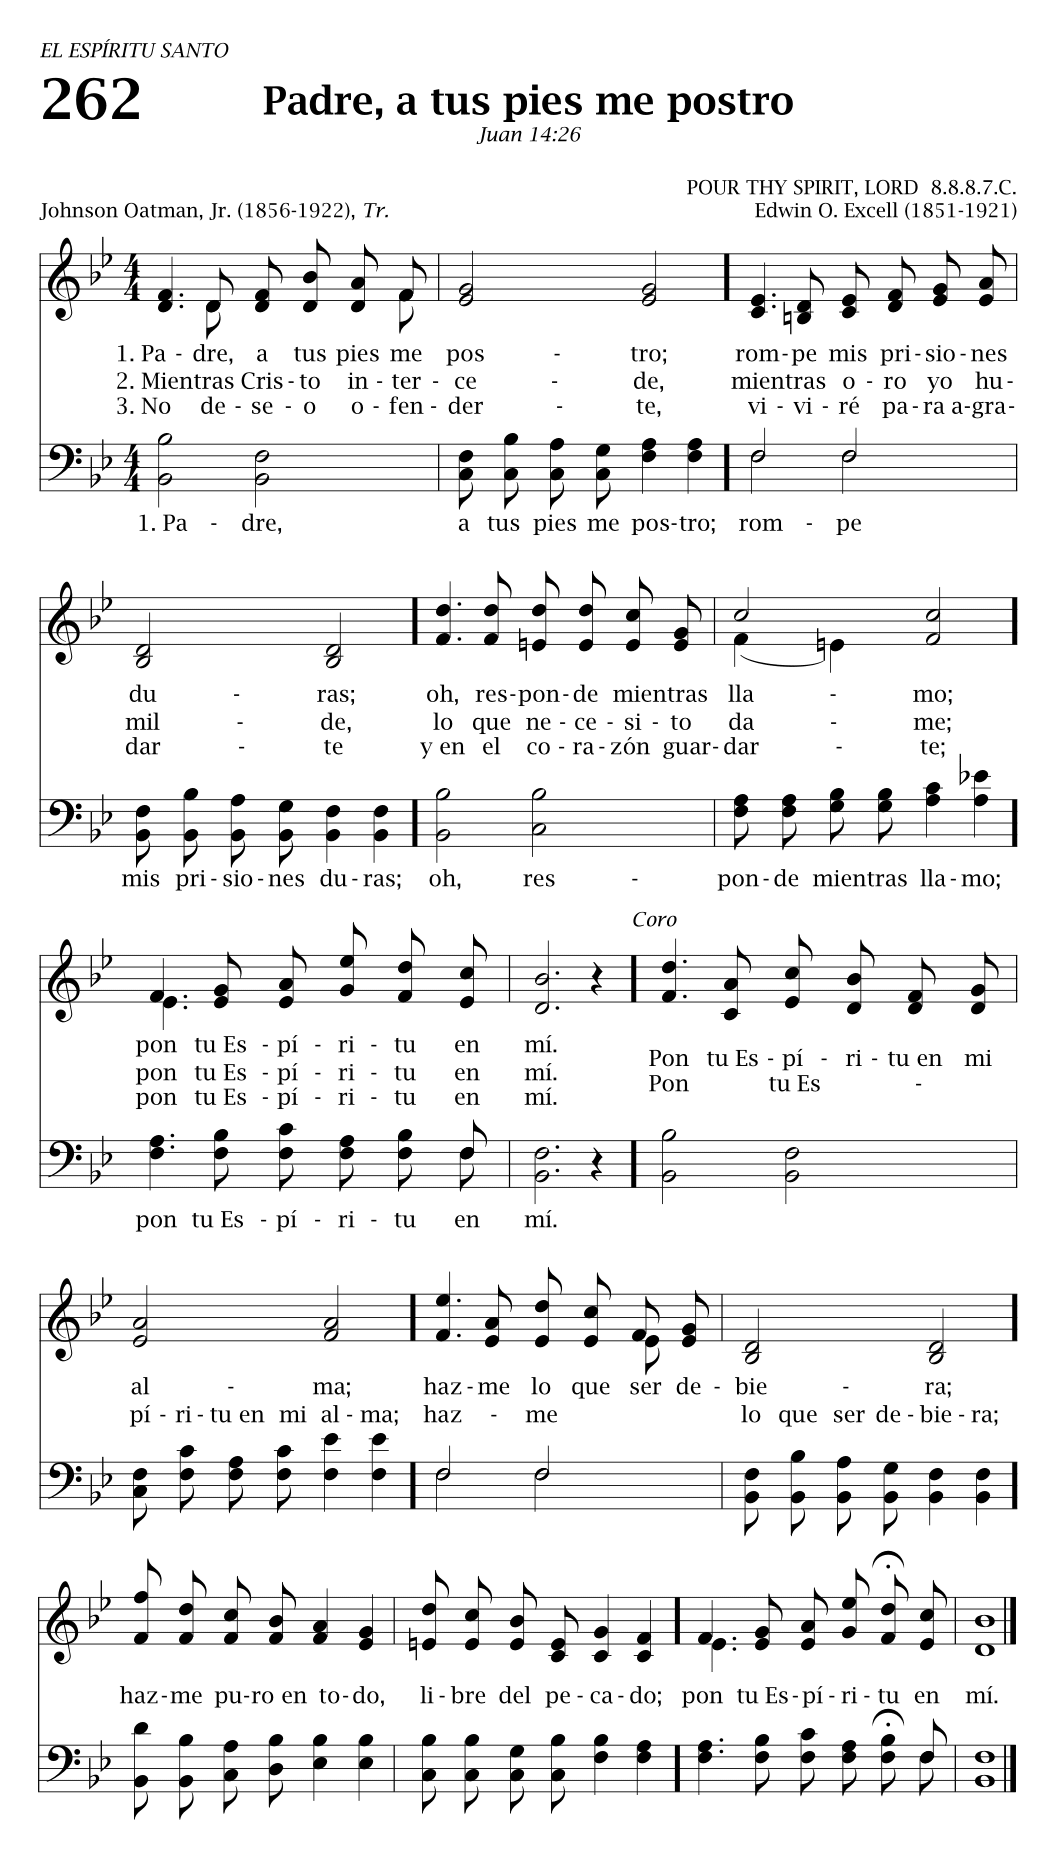 EL ESPÍRITU SANTO
262 Padre, a tus pies me postro
Juan 14:26
POUR THY SPIRIT, LORD 8.8.8.7.C.
Johnson Oatman, Jr. (1856-1922), Tr. Edwin O. Excell (1851-1921)
4 4
1. Pa - dre, a tus pies me pos - tro; rom - pe mis pri - sio - nes
2. Mientras Cris - to in - ter - ce - de, mientras o - ro yo hu -
3. No de - se - o o - fen - der - te, vi - vi - ré pa - ra a - gra -
4 4
1. Pa - dre, a tus pies me pos - tro; rom - pe
du - ras; oh, res - pon - de mientras lla - mo;
mil - de, lo que ne - ce - si - to da - me;
dar - te y en el co - ra - zón guar - dar - te;
mis pri - sio - nes du - ras; oh, res - pon - de mientras lla - mo;
Coro
pon tu Es - pí - ri - tu en mí. Pon tu Es - pí - ri - tu en mi
pon tu Es - pí - ri - tu en mí. Pon tu Es -
pon tu Es - pí - ri - tu en mí.
pon tu Es - pí - ri - tu en mí.
al - ma; haz - me lo que ser de - bie - ra;
pí - ri - tu en mi al - ma; haz - me lo que ser de - bie - ra;
haz - me pu - ro en to - do, li - bre del pe - ca - do; pon tu Es - pí - ri - tu en mí.